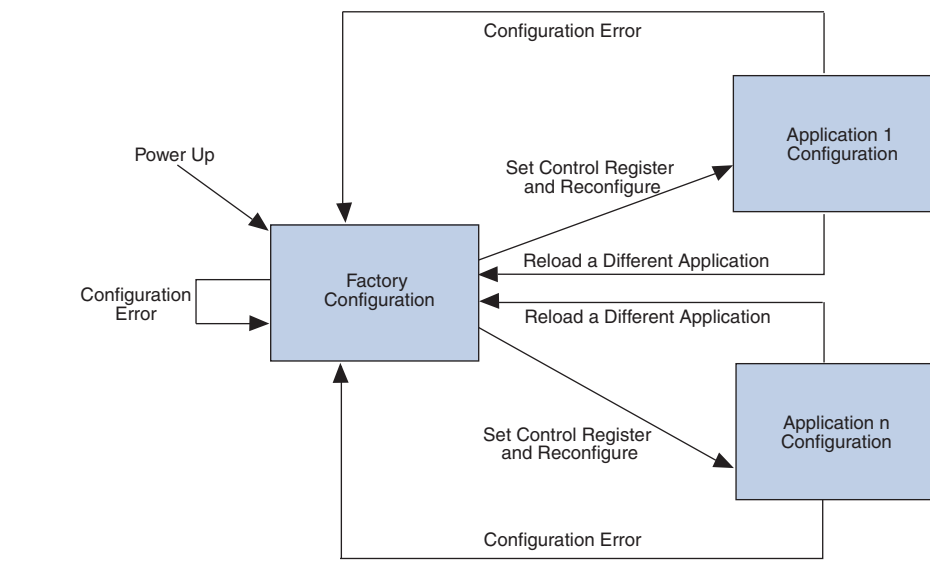 Configuration Error
Application 1
Configuration
Power Up
Set Control Register
and Reconfigure
Reload a Different Application
Factory
Configuration
Configuration
Error
Reload a Different Application
Application n
Configuration
Set Control Register
and Reconfigure
Configuration Error